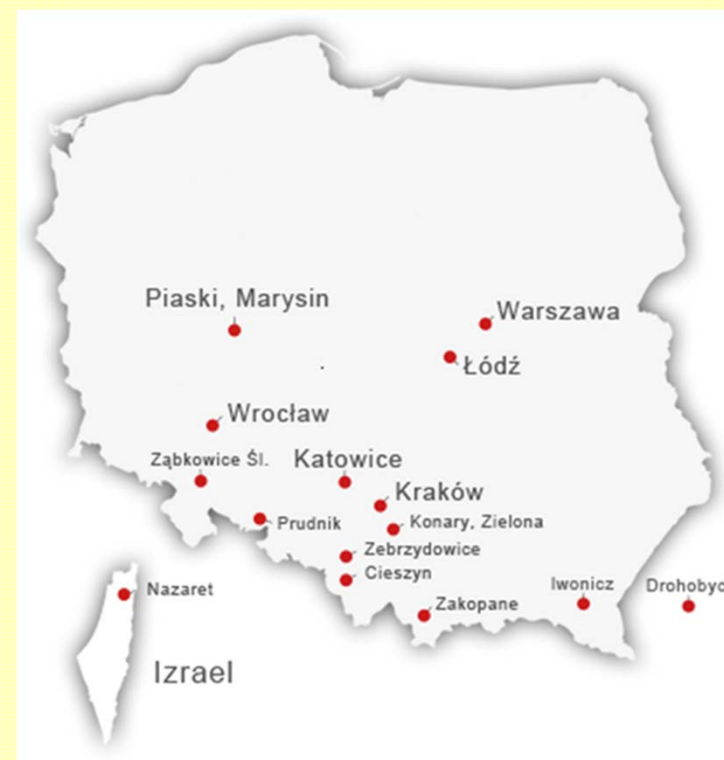 Piaski, Marysin
Warszawa
Łódź
Wrocław
Ząbkowice Śl.
Katowice
Kraków
Konary, Zielona
Prudnik
Zebrzydowice
Cieszyn
Nazaret
Iwonicz
Drohobyc
Zakopane
Izrael